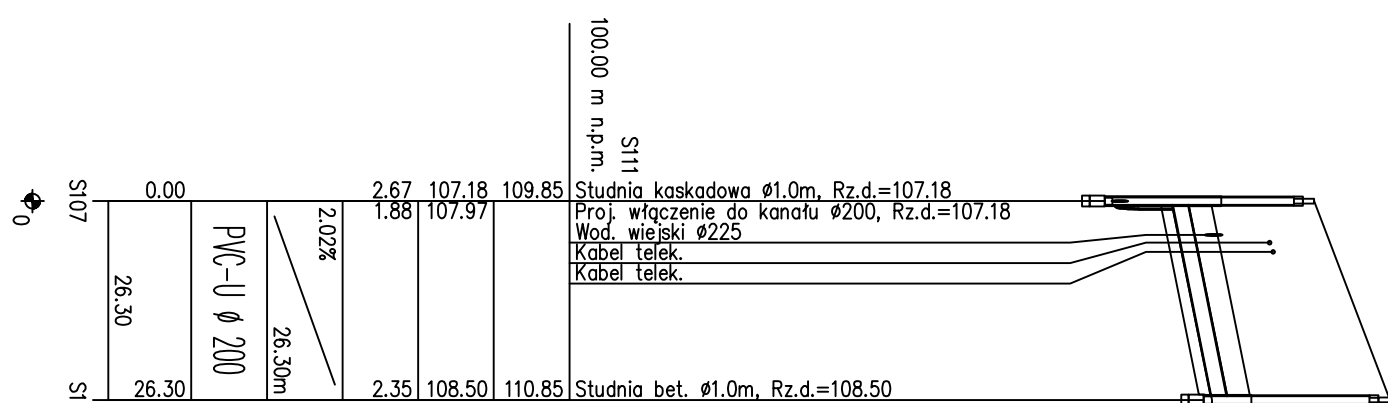 100.00 m n.p.m.
S111
S107
0.00
2.67 107.18 109.85 Studnia kaskadowa ø1.0m, Rz.d.=107.18
1.88 107.97 Proj. włączenie do kanału ø200, Rz.d.=107.18
Wod. wiejski ø225
Kabel telek.
Kabel telek.
0
26.30
PVC-U ø 200
2.02%
26.30m
S1
26.30
2.35 108.50 110.85 Studnia bet. ø1.0m, Rz.d.=108.50